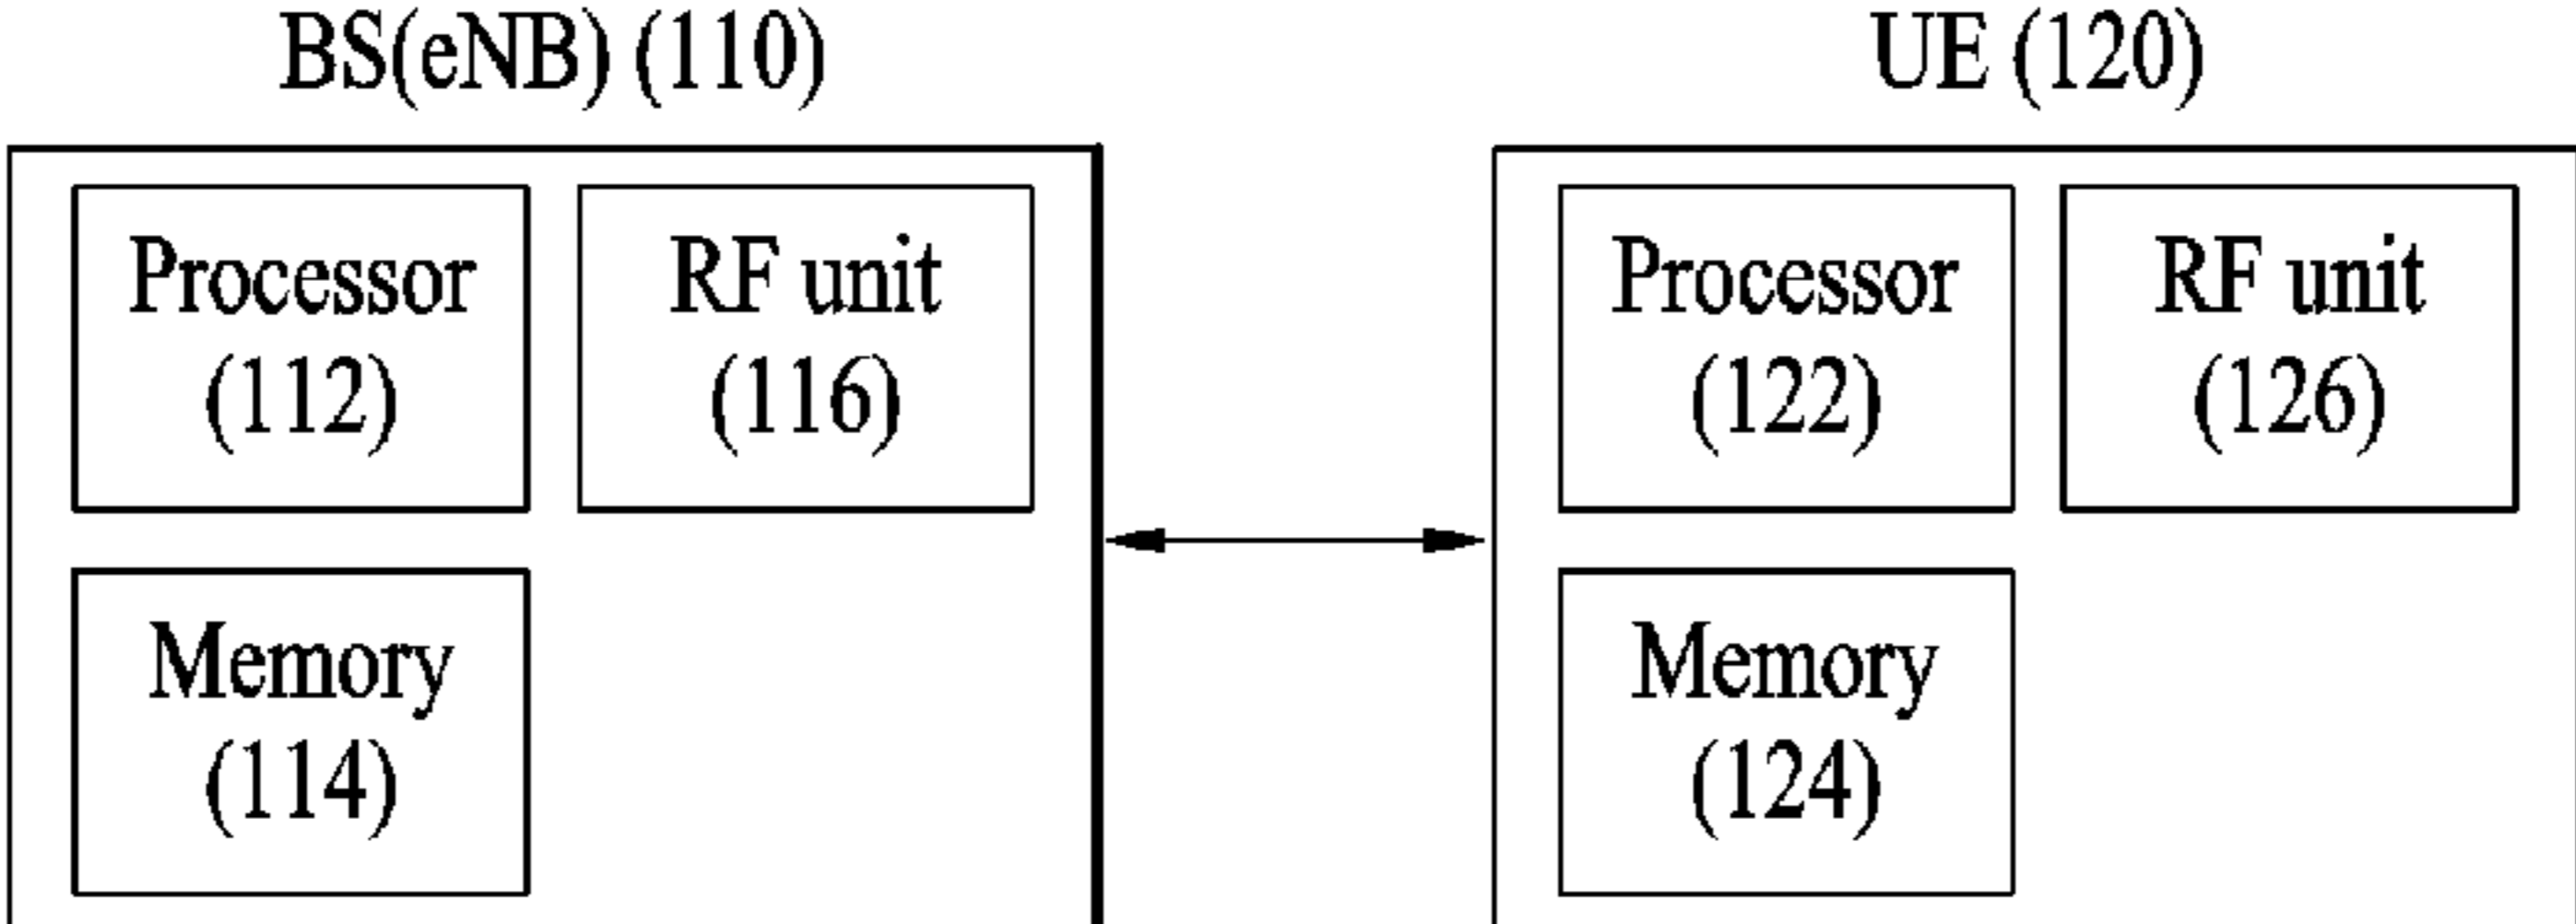 BS(eNB) (110)
Processor
(112)
RF unit
(116)
Memory
(114)
UE (120)
Processor
(122)
RF unit
(126)
Memory
(124)